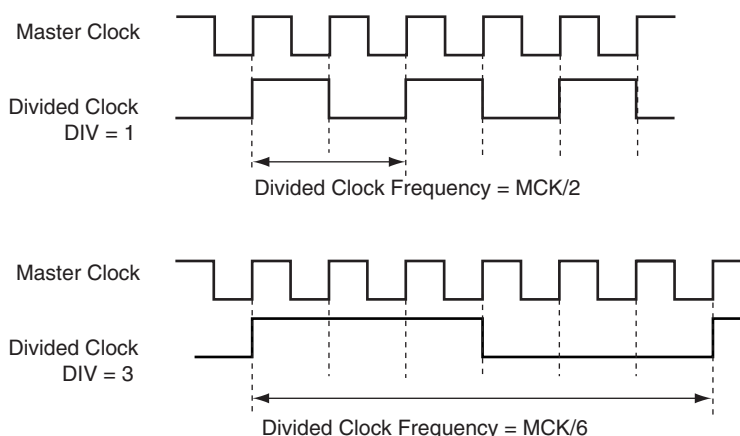 Master Clock
Divided Clock
DIV = 1
Divided Clock Frequency = MCK/2
Master Clock
Divided Clock
DIV = 3
Divided Clock Frequency = MCK/6